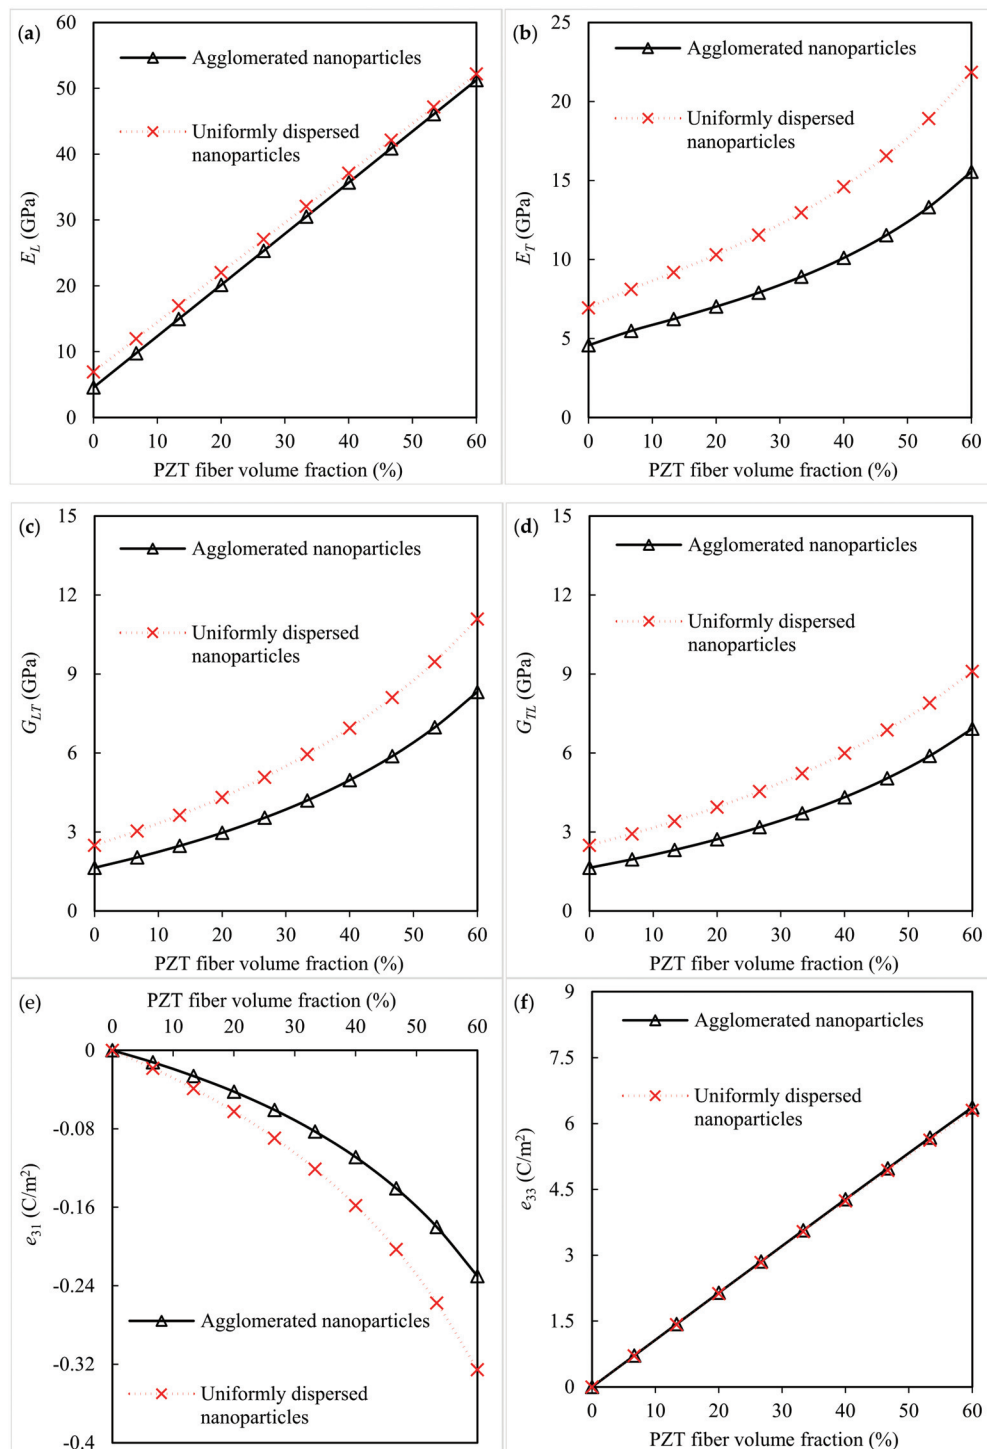 (a)
60
50
40
30
20
10
0
E_L (GPa)
Agglomerated nanoparticles
Uniformly dispersed
nanoparticles
0 10 20 30 40 50 60
PZT fiber volume fraction (%)
(b)
25
20
15
10
5
0
E_T (GPa)
Agglomerated nanoparticles
Uniformly dispersed
nanoparticles
0 10 20 30 40 50 60
PZT fiber volume fraction (%)
(c)
15
12
9
6
3
0
G_LT (GPa)
Agglomerated nanoparticles
Uniformly dispersed
nanoparticles
0 10 20 30 40 50 60
PZT fiber volume fraction (%)
(d)
15
12
9
6
3
0
G_TL (GPa)
Agglomerated nanoparticles
Uniformly dispersed
nanoparticles
0 10 20 30 40 50 60
PZT fiber volume fraction (%)
(e)
PZT fiber volume fraction (%)
0 10 20 30 40 50 60
0
-0.08
-0.16
-0.24
-0.32
-0.4
e_31 (C/m²)
Agglomerated nanoparticles
Uniformly dispersed
nanoparticles
(f)
9
7.5
6
4.5
3
1.5
0
e_33 (C/m²)
Agglomerated nanoparticles
Uniformly dispersed
nanoparticles
0 10 20 30 40 50 60
PZT fiber volume fraction (%)